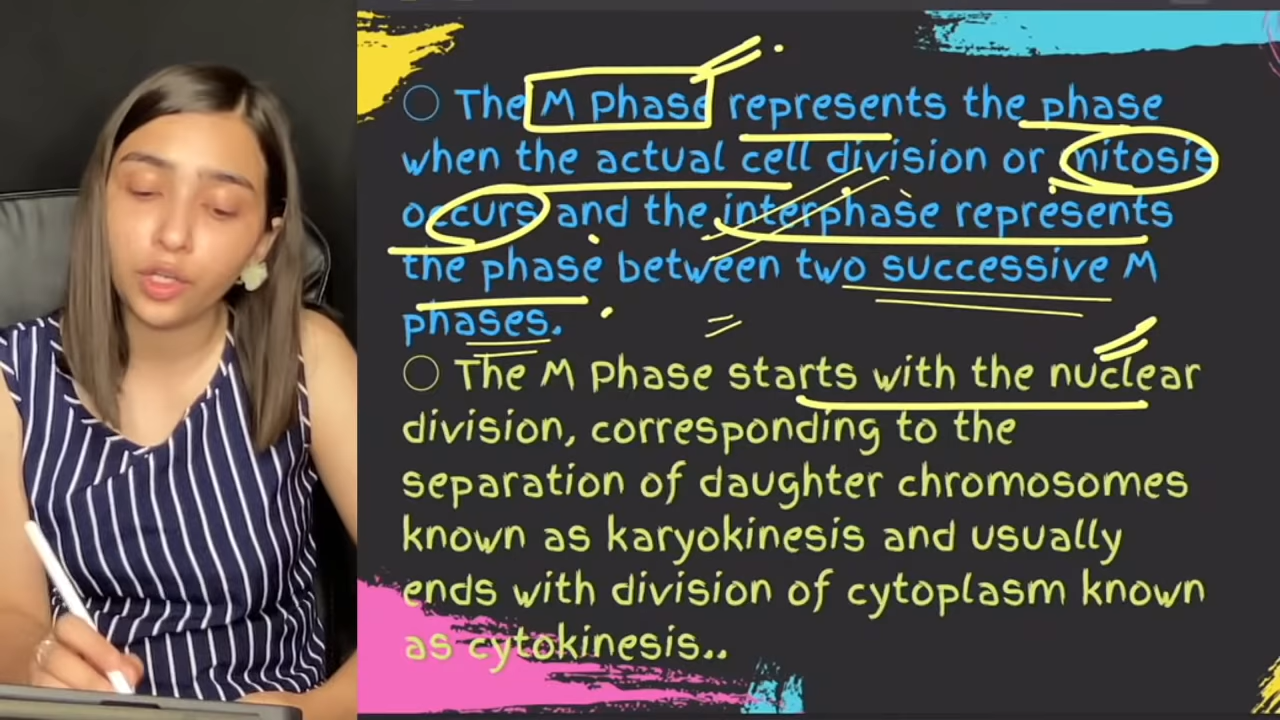 ○ The M Phase represents the phase
when the actual cell division or mitosis
occurs and the interphase represents
the phase between two successive M
phases.
○ The M Phase starts with the nuclear
division, corresponding to the
separation of daughter chromosomes
known as karyokinesis and usually
ends with division of cytoplasm known
as cytokinesis..